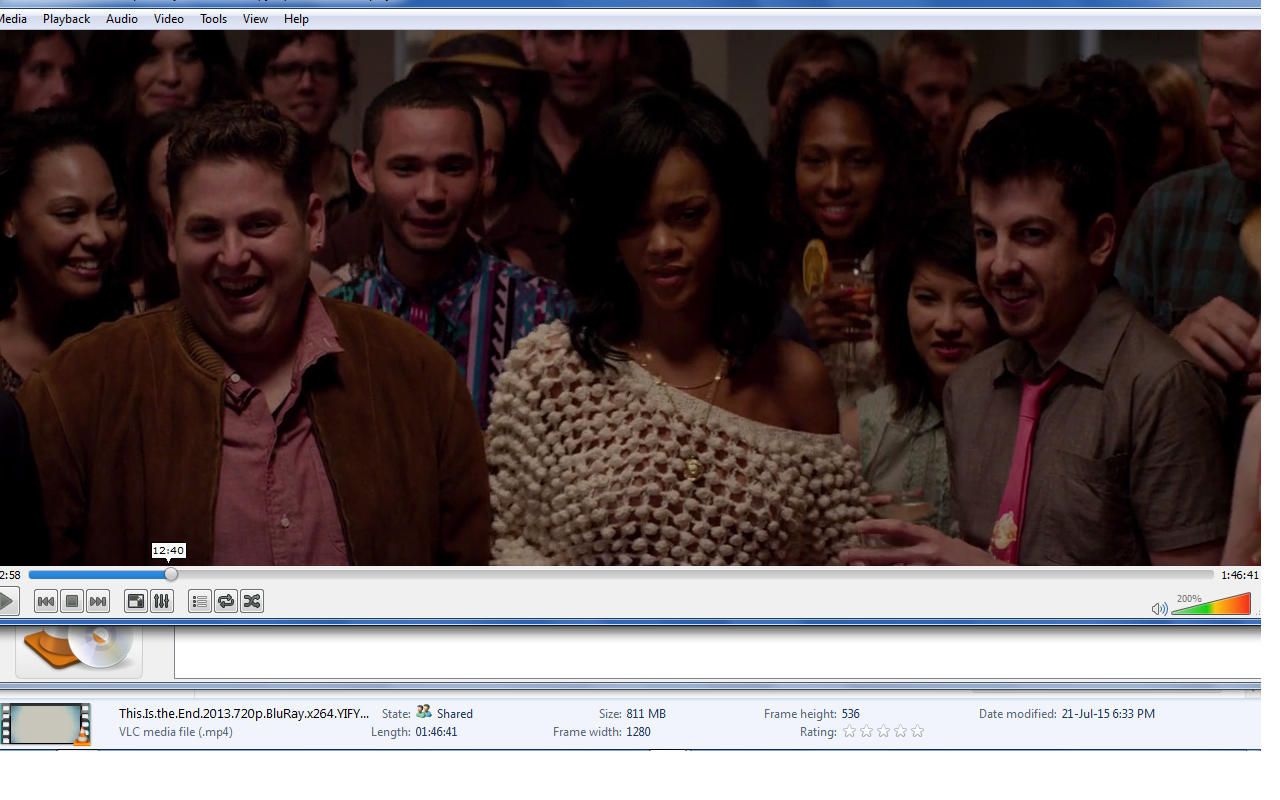 Media Playback Audio Video Tools View Help
12:40
2:58 1:46:41
200%
This.Is.the.End.2013.720p.BluRay.x264.YIFY... State: Shared Size: 811 MB Frame height: 536 Date modified: 21-Jul-15 6:33 PM
VLC media file (.mp4) Length: 01:46:41 Frame width: 1280 Rating: